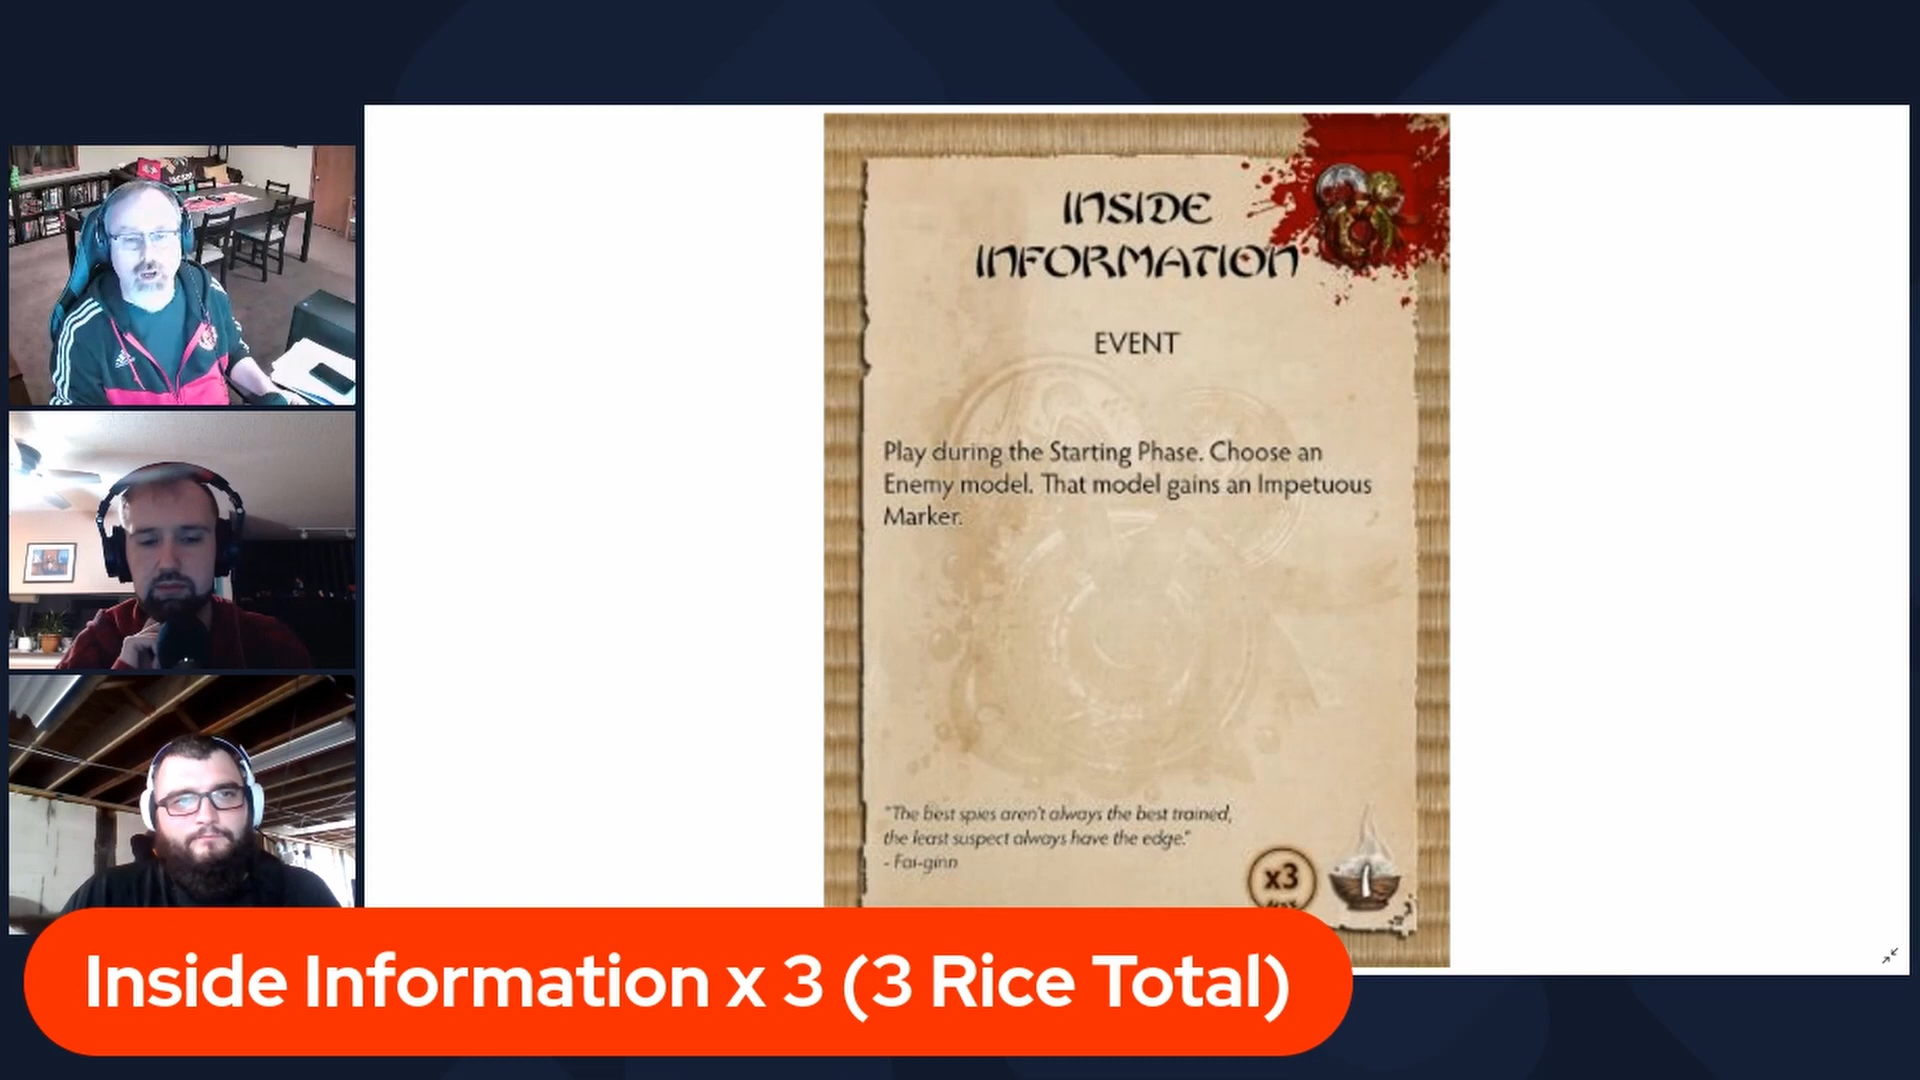 INSIDE
INFORMATION
EVENT
Play during the Starting Phase. Choose an
Enemy model. That model gains an Impetuous
Marker.
"The best spies aren't always the best trained,
the least suspect always have the edge."
- Fai-ginn
x3
1
Inside Information x 3 (3 Rice Total)